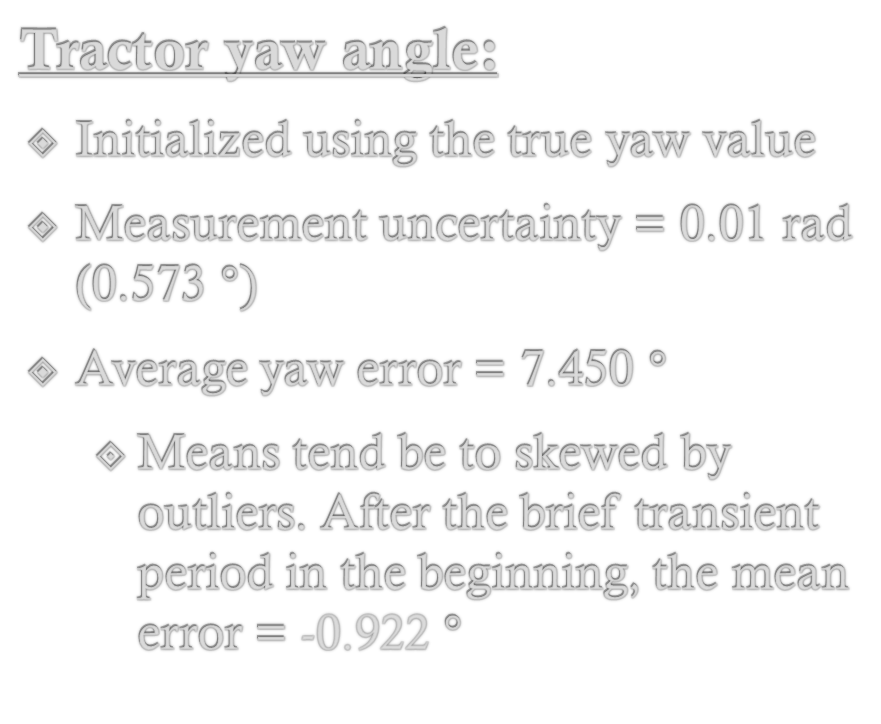 Tractor yaw angle:
Initialized using the true yaw value
Measurement uncertainty = 0.01 rad
(0.573 °)
Average yaw error = 7.450 °
Means tend be to skewed by
outliers. After the brief transient
period in the beginning, the mean
error = -0.922 °